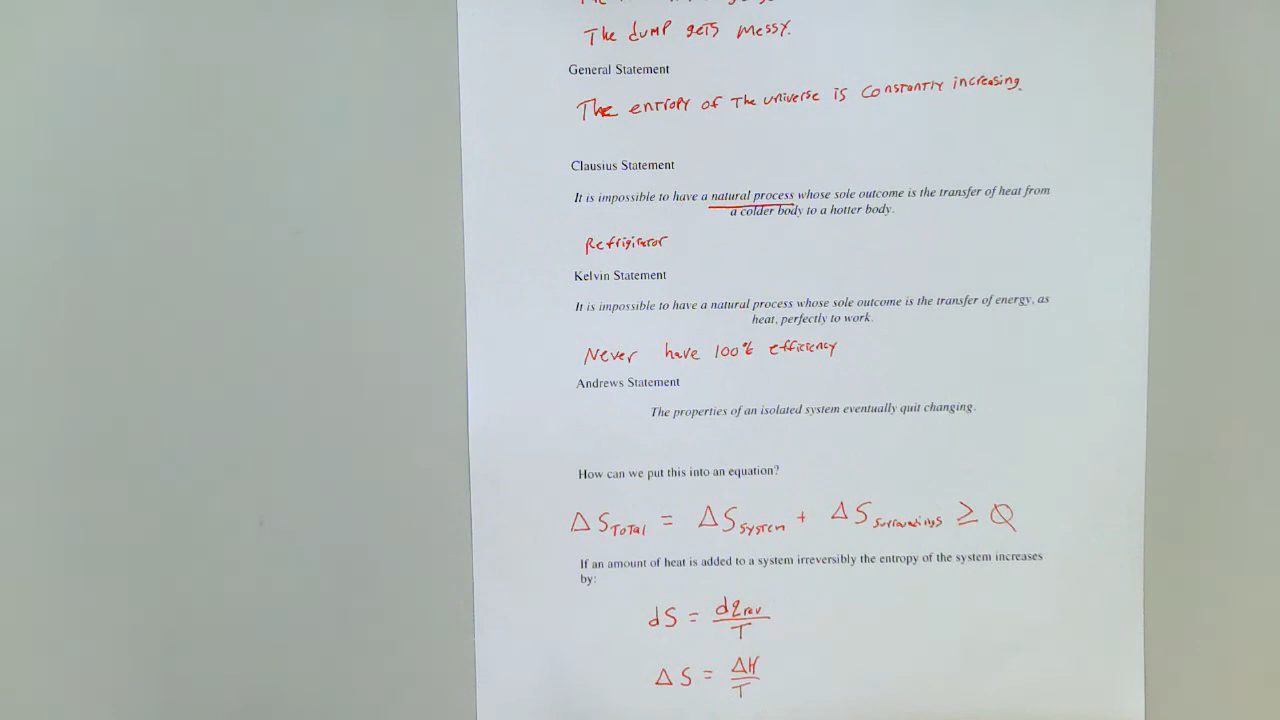 The dump gets messy.
General Statement
The entropy of the universe is constantly increasing.
Clausius Statement
It is impossible to have a natural process whose sole outcome is the transfer of heat from
a colder body to a hotter body.
Refrigirator
Kelvin Statement
It is impossible to have a natural process whose sole outcome is the transfer of energy, as
heat, perfectly to work.
Never have 100% efficiency
Andrews Statement
The properties of an isolated system eventually quit changing.
How can we put this into an equation?
ΔS_Total = ΔS_System + ΔS_Surroundings ≥ 0
If an amount of heat is added to a system irreversibly the entropy of the system increases
by:
dS = dq_rev / T
ΔS = ΔH / T